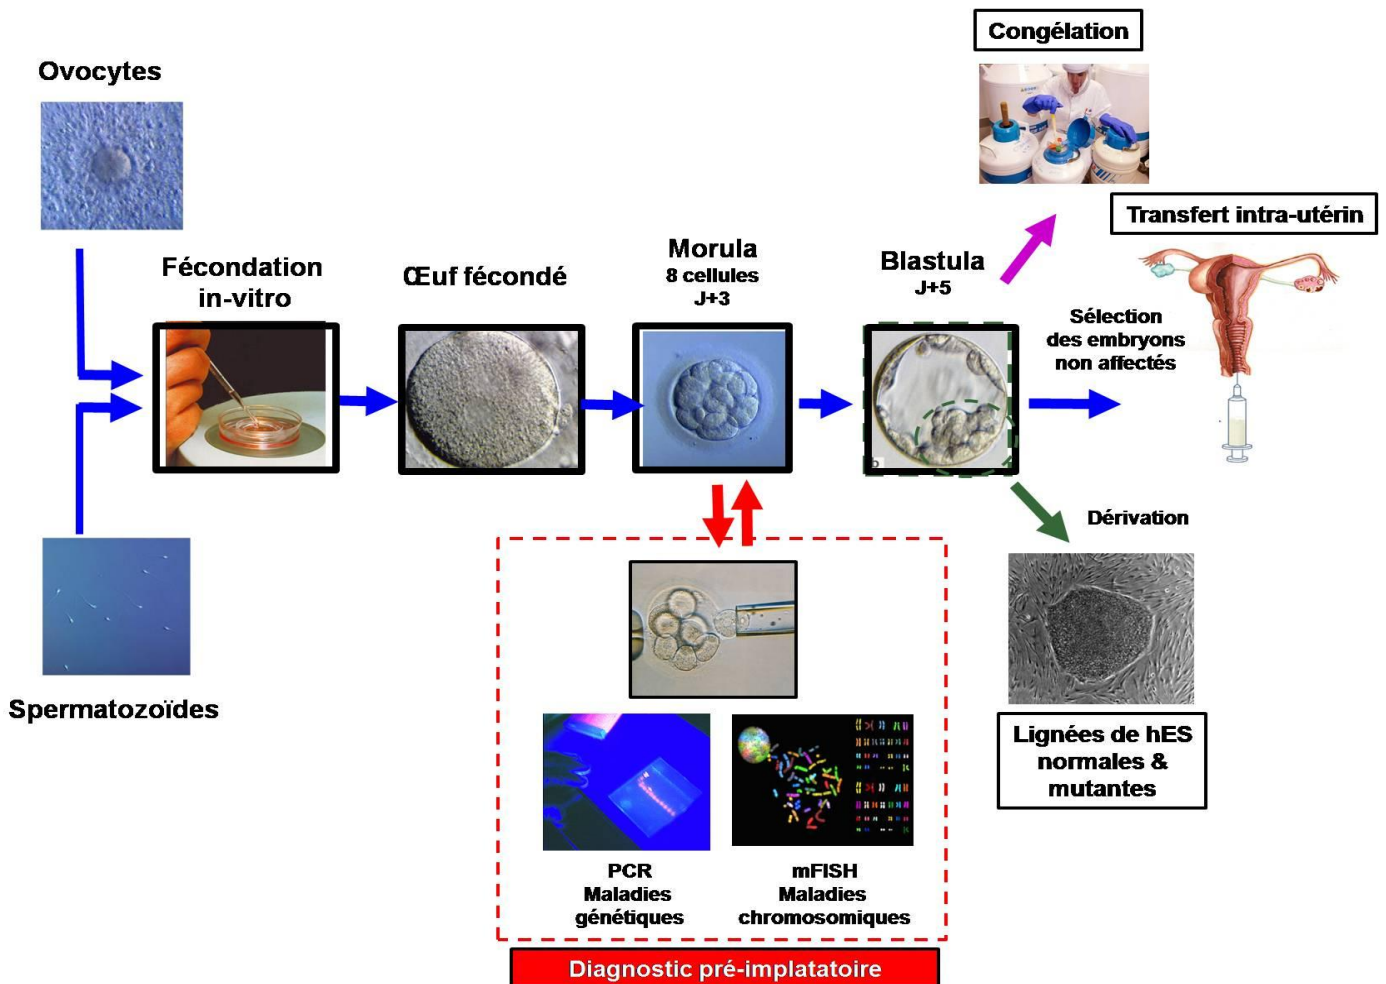 Congélation
Ovocytes
Transfert intra-utérin
Fécondation
in-vitro
Œuf fécondé
Morula
8 cellules
J+3
Blastula
J+5
Sélection
des embryons
non affectés
Dérivation
b
Spermatozoïdes
Lignées de hES
normales &
mutantes
PCR
Maladies
génétiques
mFISH
Maladies
chromosomiques
Diagnostic pré-implatatoire